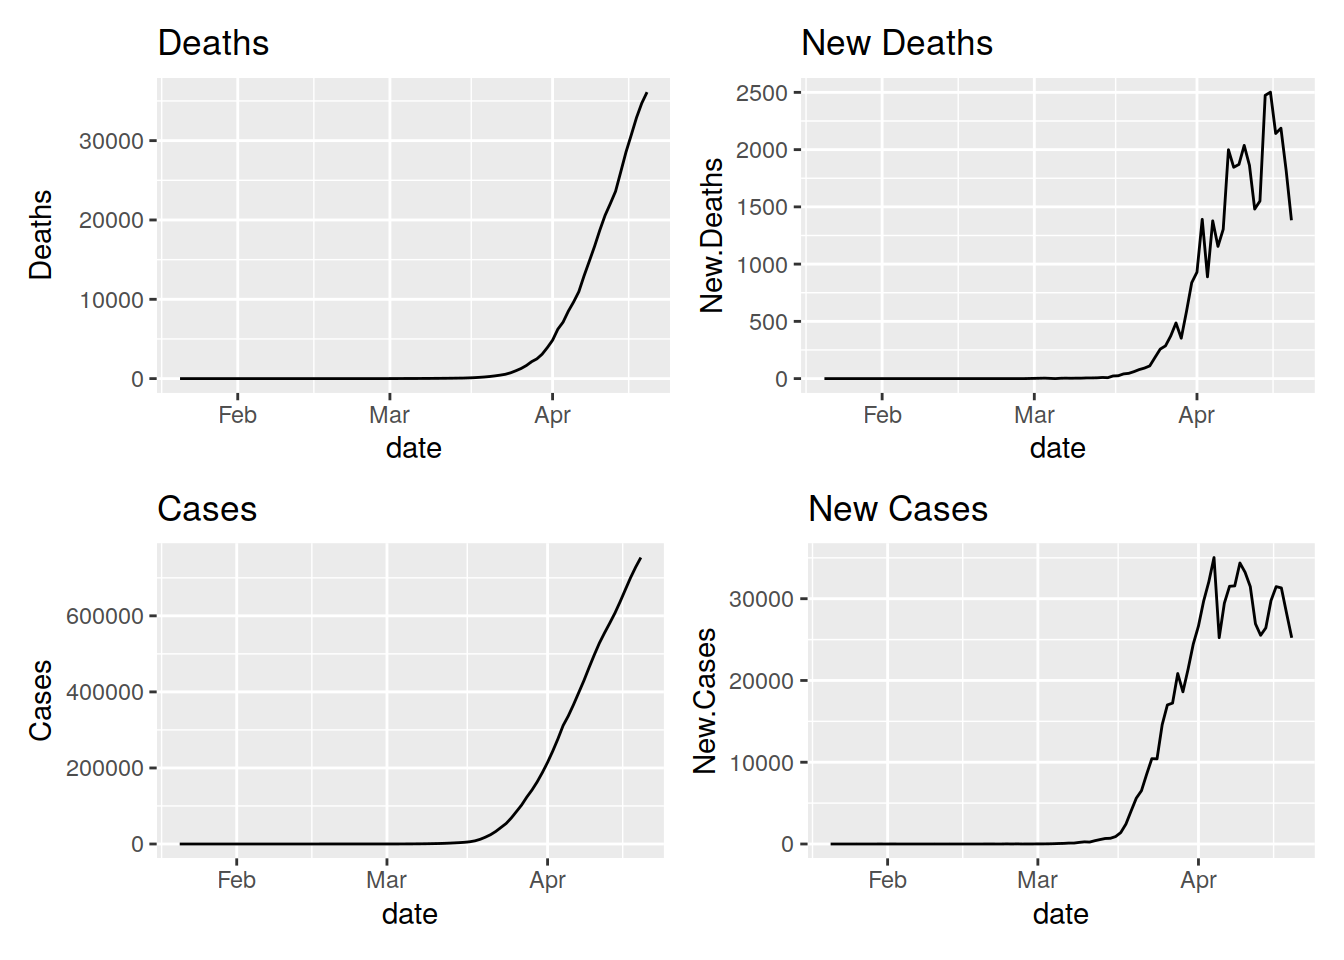 Deaths
30000
20000
10000
0
Deaths
Feb Mar Apr
date
New Deaths
2500
2000
1500
1000
500
0
New.Deaths
Feb Mar Apr
date
Cases
600000
400000
200000
0
Cases
Feb Mar Apr
date
New Cases
30000
20000
10000
0
New.Cases
Feb Mar Apr
date